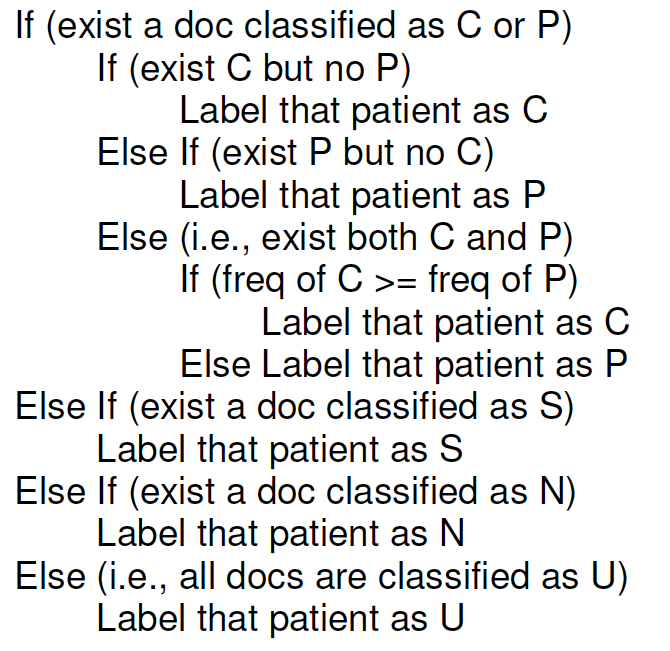 If (exist a doc classified as C or P)
If (exist C but no P)
Label that patient as C
Else If (exist P but no C)
Label that patient as P
Else (i.e., exist both C and P)
If (freq of C >= freq of P)
Label that patient as C
Else Label that patient as P
Else If (exist a doc classified as S)
Label that patient as S
Else If (exist a doc classified as N)
Label that patient as N
Else (i.e., all docs are classified as U)
Label that patient as U